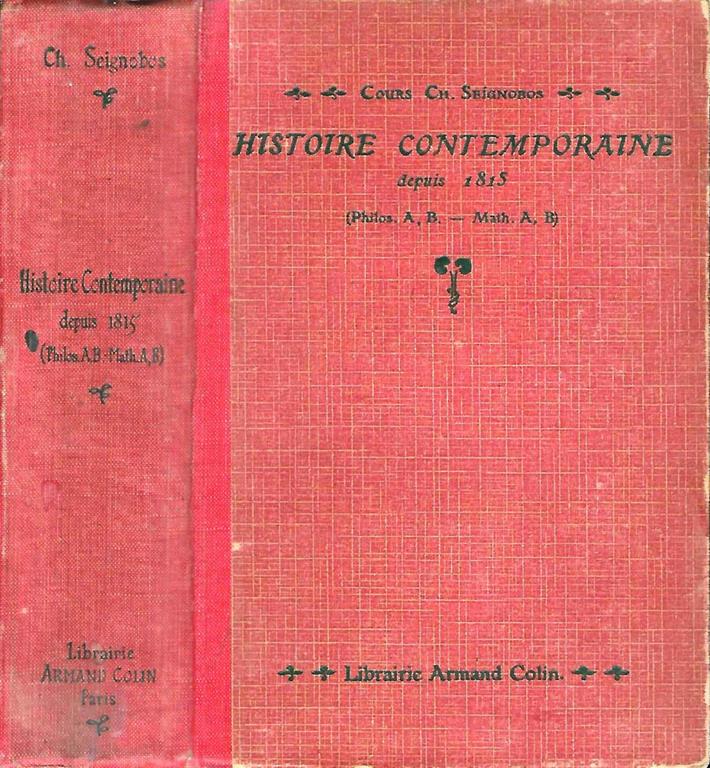 Ch. Seignobos
Histoire Contemporaine
depuis 1815
(Philos. A,B. - Math. A, B)
Librairie
ARMAND COLIN
Paris
COURS CH. SEIGNOBOS
HISTOIRE CONTEMPORAINE
depuis 1815
(Philos. A, B. — Math. A, B)
Librairie Armand Colin.